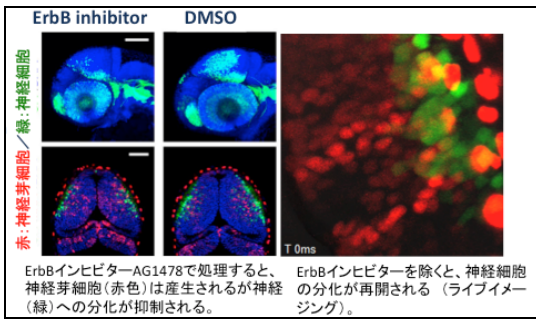 ErbB inhibitor
DMSO
赤:神経芽細胞/緑:神経細胞
T 0ms
ErbBインヒビターAG1478で処理すると、
神経芽細胞(赤色)は産生されるが神経
(緑)への分化が抑制される。
ErbBインヒビターを除くと、神経細胞
の分化が再開される (ライブイメ
ージング)。